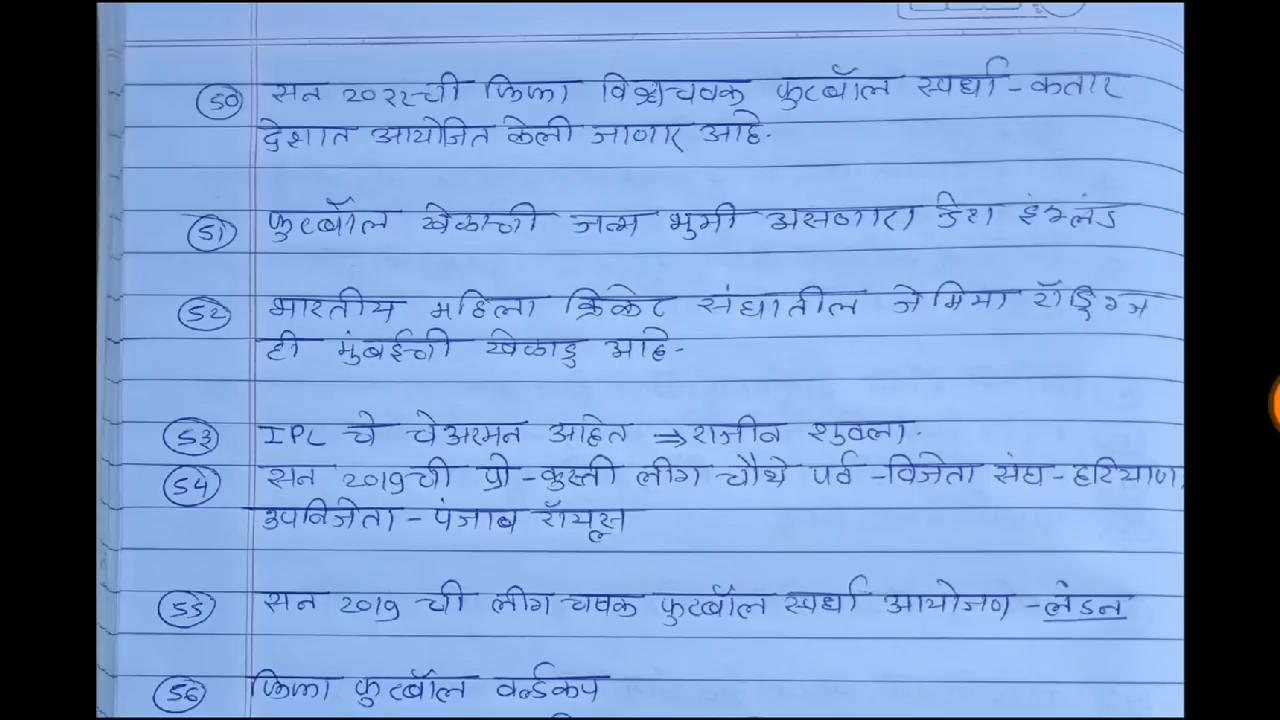 50 सन २०२२ची फिफा विश्वचषक फुटबॉल स्पर्धा - कतार
देशात आयोजित केली जाणार आहे.
51 फुटबॉल खेळाची जन्म भुमी असणारा देश इंग्लंड
52 भारतीय महिला क्रिकेट संघातील जेमिमा रॉड्रिग्ज
ही मुंबईची खेळाडु आहे.
53 IPL चे चेअरमन आहेत ⇒ राजीव शुक्ला.
54 सन 2019ची प्रो-कुस्ती लीग चौथे पर्व - विजेता संघ - हरियाणा,
उपविजेता - पंजाब रॉयल्स
55 सन 2019 ची लीग चषक फुटबॉल स्पर्धा आयोजण - लंडन
56 फिफा फुटबॉल वर्ल्डकप